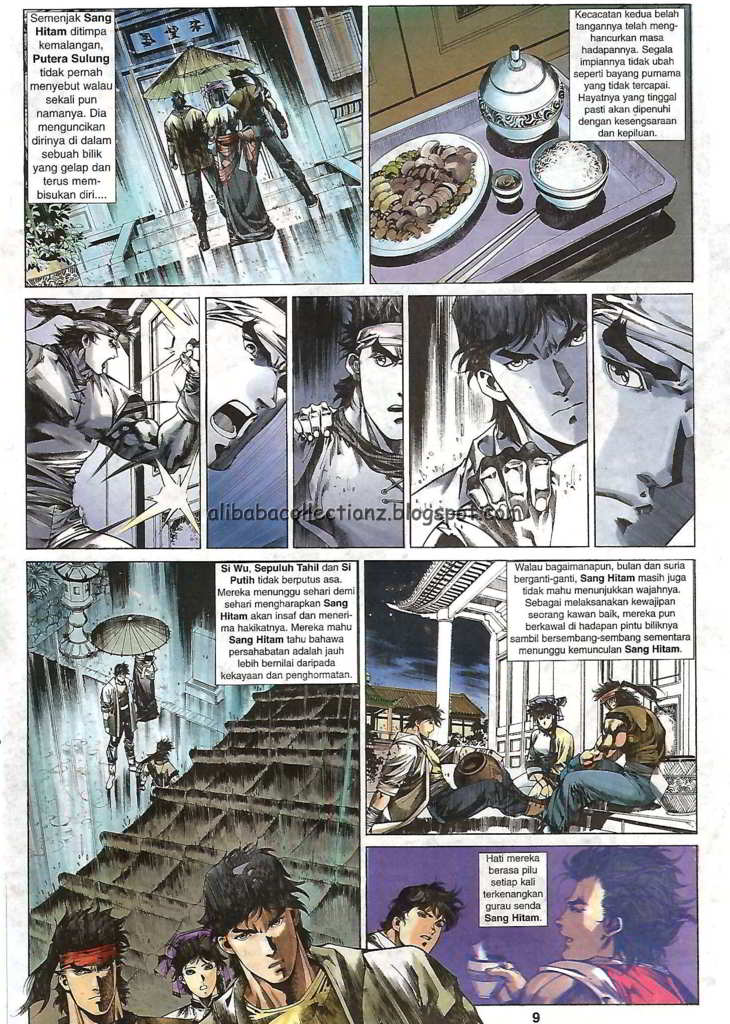 Semenjak Sang
Hitam ditimpa
kemalangan,
Putera Sulung
tidak pernah
menyebut walau
sekali pun
namanya. Dia
menguncikan
dirinya di dalam
sebuah bilik
yang gelap dan
terus mem-
bisukan diri....
Kecacatan kedua belah
tangannya telah meng-
hancurkan masa
hadapannya. Segala
impiannya tidak ubah
seperti bayang purnama
yang tidak tercapai.
Hayatnya yang tinggal
pasti akan dipenuhi
dengan kesengsaraan
dan kepiluan.
alibabacollectionz.blogspot.com
Si Wu, Sepuluh Tahil dan Si
Putih tidak berputus asa.
Mereka menunggu sehari demi
sehari mengharapkan Sang
Hitam akan insaf dan meneri-
ma hakikatnya. Mereka mahu
Sang Hitam tahu bahawa
persahabatan adalah jauh
lebih bernilai daripada
kekayaan dan penghormatan.
Walau bagaimanapun, bulan dan suria
berganti-ganti, Sang Hitam masih juga
tidak mahu menunjukkan wajahnya.
Sebagai melaksanakan kewajipan
seorang kawan baik, mereka pun
berkawal di hadapan pintu biliknya
sambil bersembang-sembang sementara
menunggu kemunculan Sang Hitam.
Hati mereka
berasa pilu
setiap kali
terkenangkan
gurau senda
Sang Hitam.
9